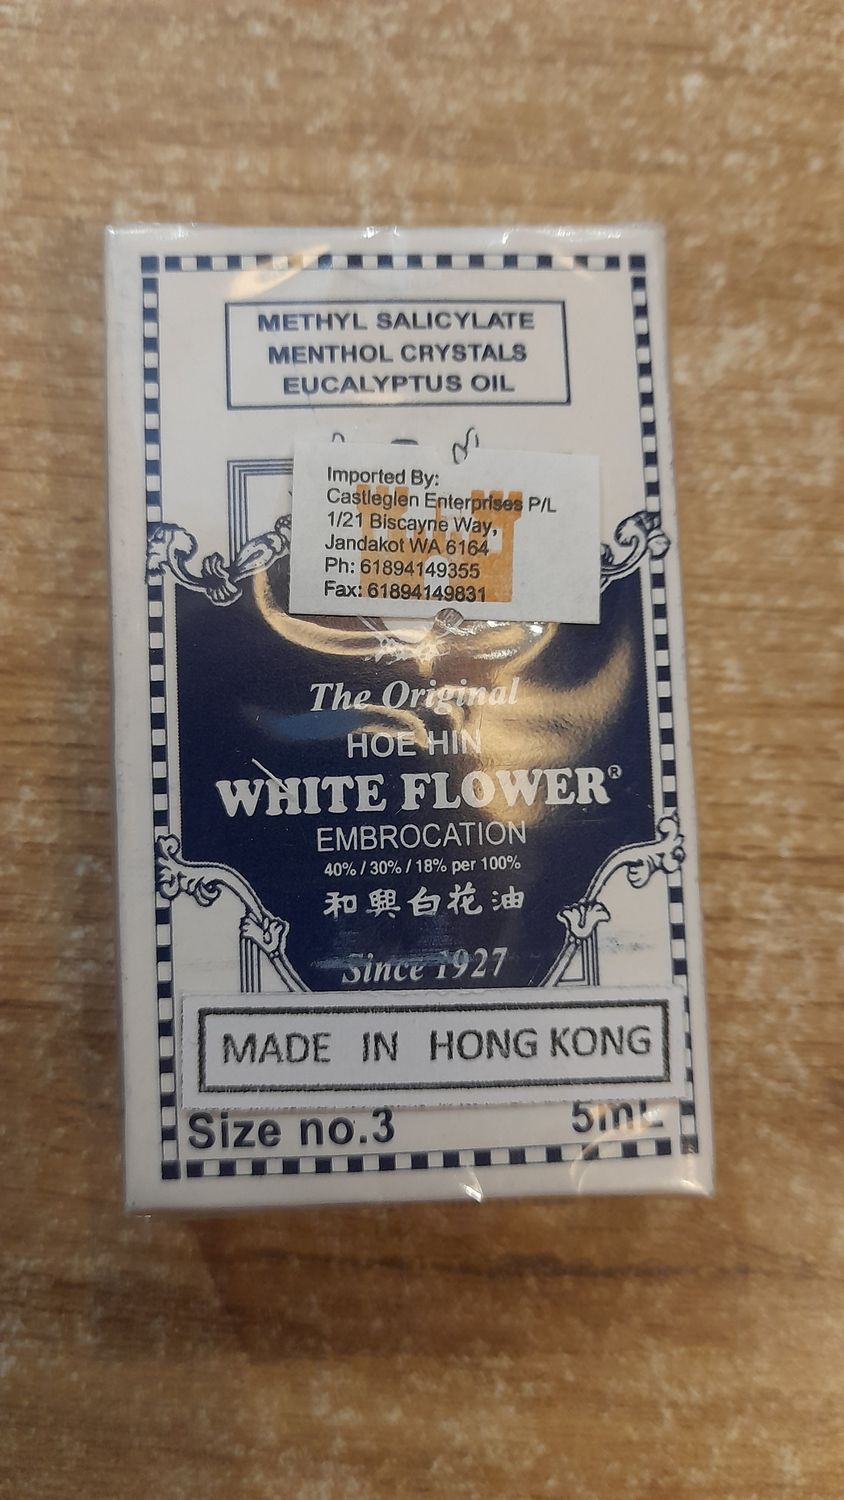 METHYL SALICYLATE
MENTHOL CRYSTALS
EUCALYPTUS OIL
Imported By:
Castleglen Enterprises P/L
1/21 Biscayne Way,
Jandakot WA 6164
Ph: 61894149355
Fax: 61894149831
The Original
HOE HIN
WHITE FLOWER®
EMBROCATION
40% / 30% / 18% per 100%
和興白花油
Since 1927
MADE IN HONG KONG
Size no.3 5mL